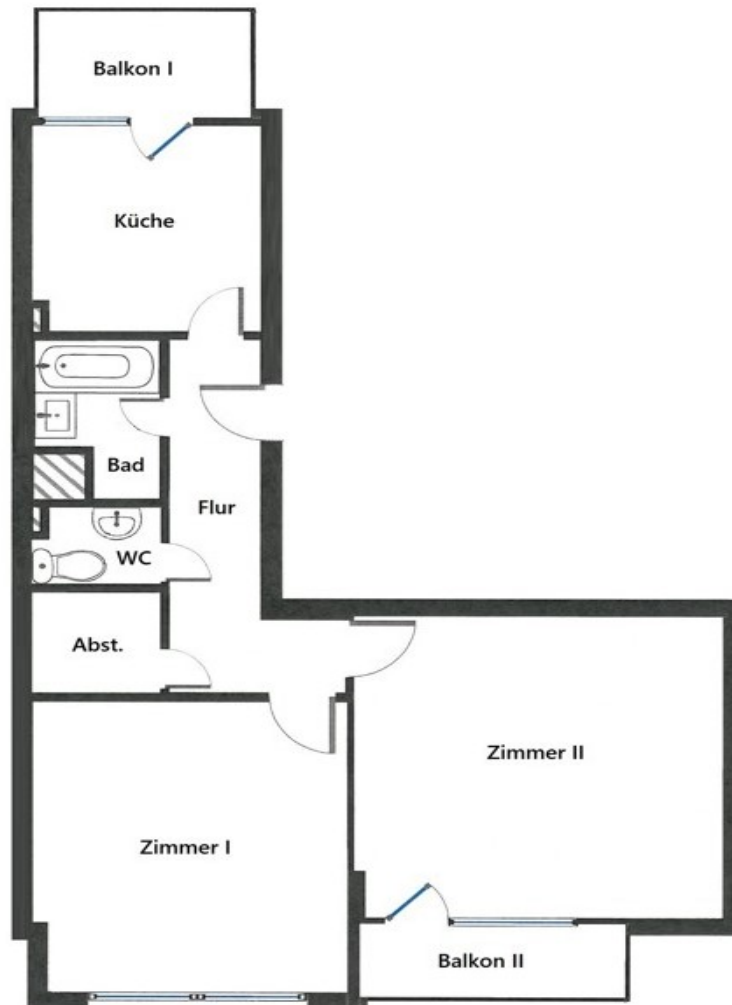 Balkon I
Küche
Bad
Flur
WC
Abst.
Zimmer II
Zimmer I
Balkon II